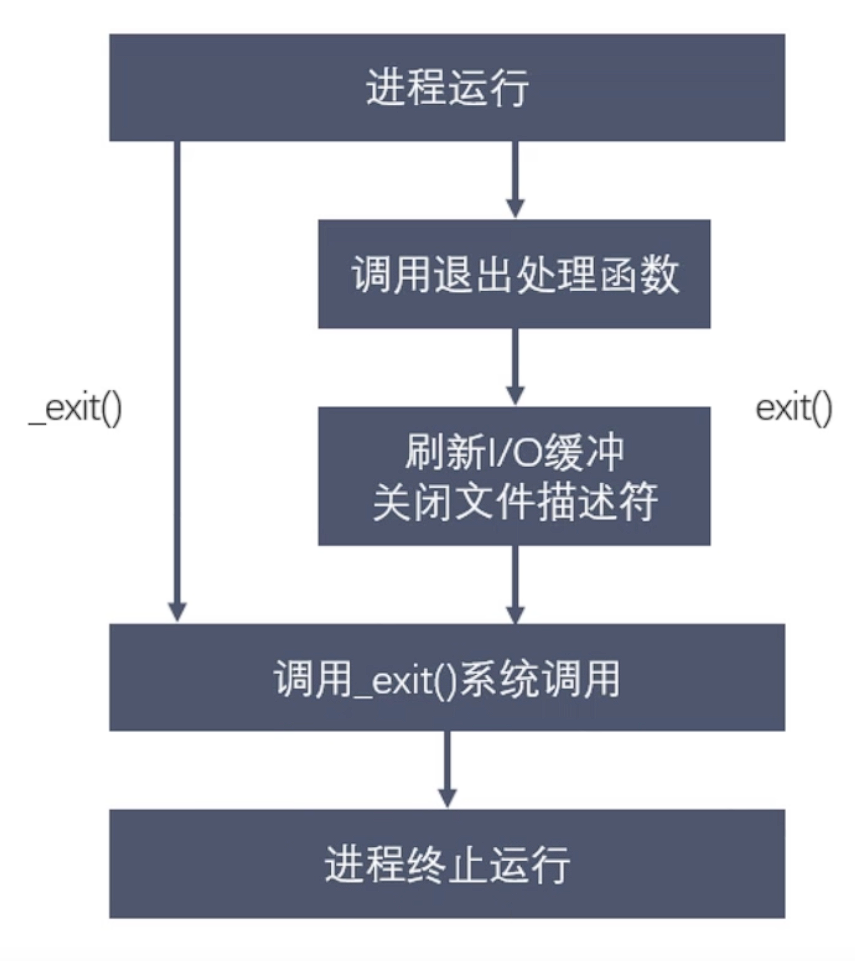 进程运行
调用退出处理函数
_exit()
exit()
刷新I/O缓冲
关闭文件描述符
调用_exit()系统调用
进程终止运行